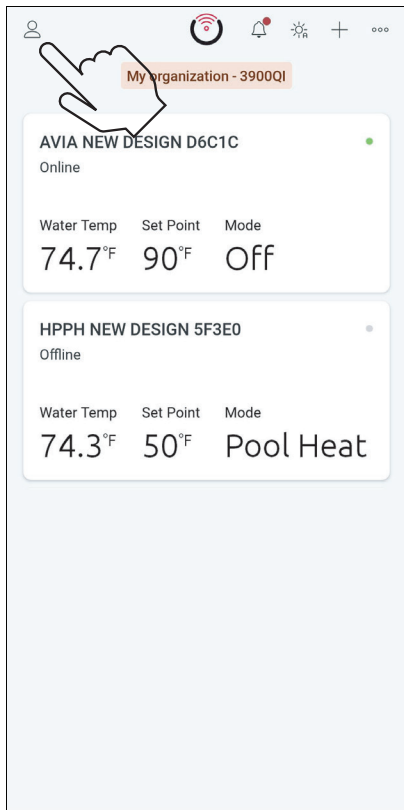 My organization - 3900QI
AVIA NEW DESIGN D6C1C
Online
Water Temp Set Point Mode
74.7°F 90°F Off
HPPH NEW DESIGN 5F3E0
Offline
Water Temp Set Point Mode
74.3°F 50°F Pool Heat